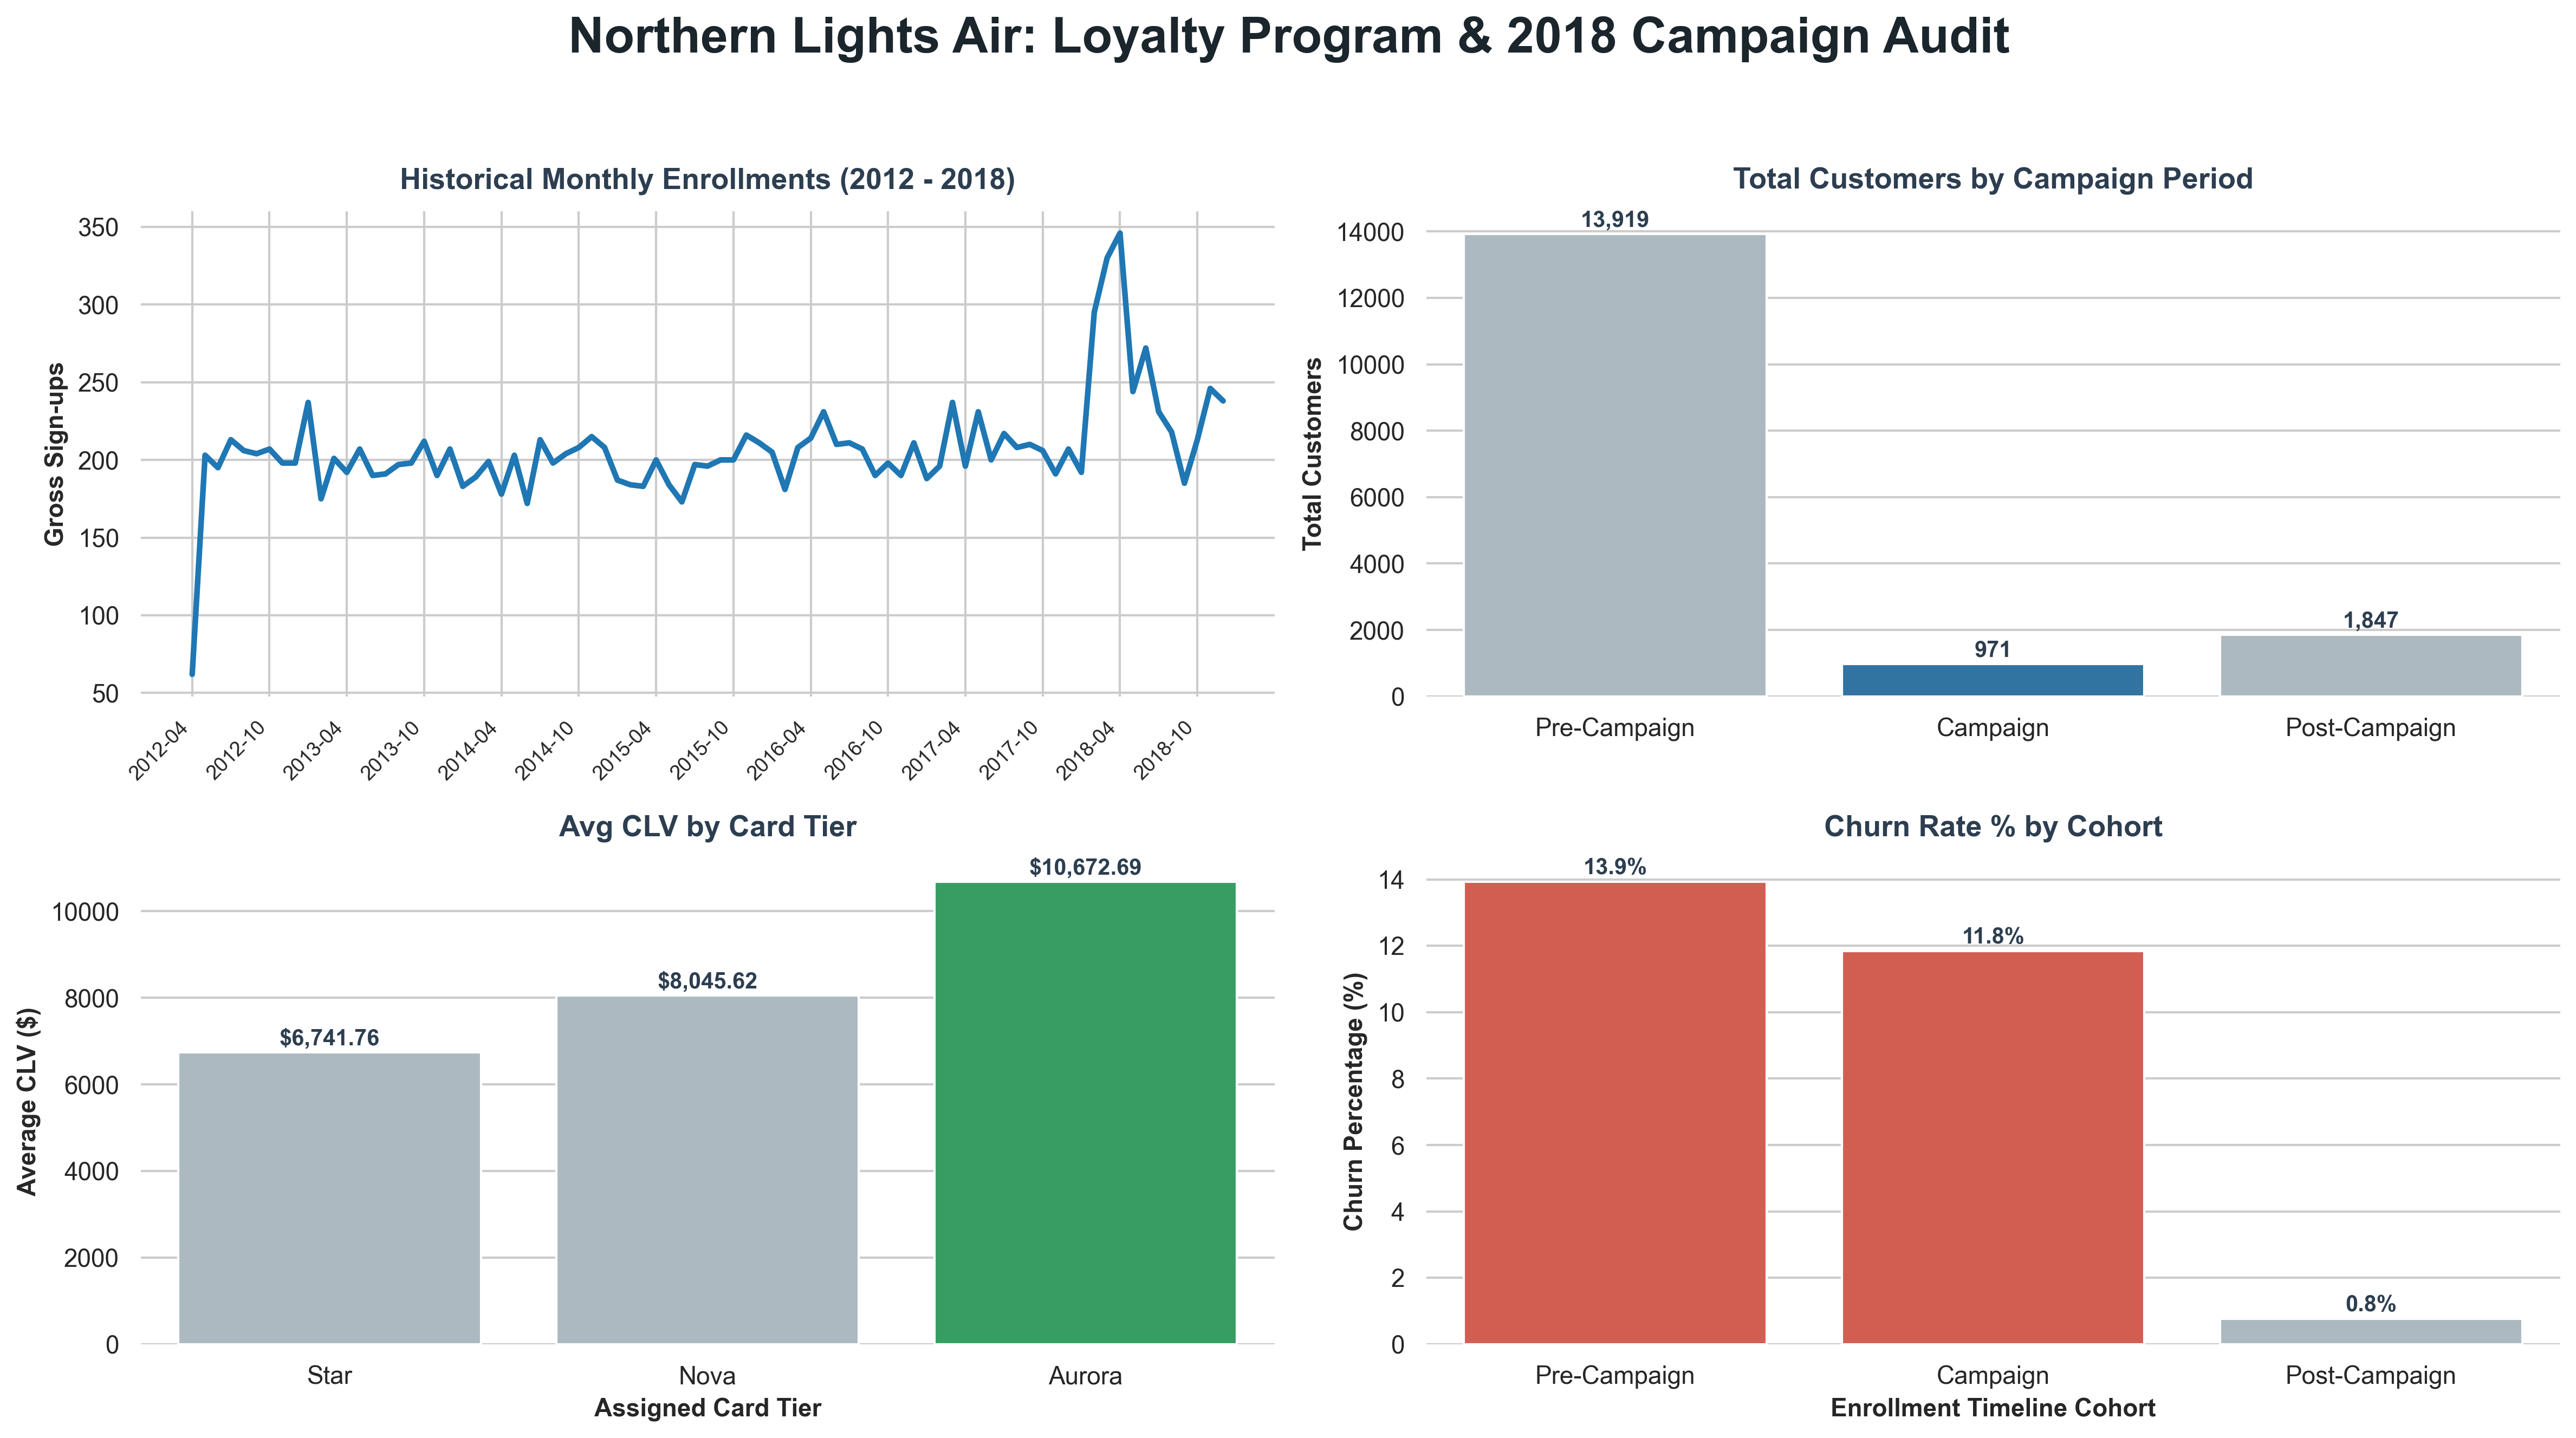 Northern Lights Air: Loyalty Program & 2018 Campaign Audit
Historical Monthly Enrollments (2012 - 2018)
Gross Sign-ups
350
300
250
200
150
100
50
2012-04
2012-10
2013-04
2013-10
2014-04
2014-10
2015-04
2015-10
2016-04
2016-10
2017-04
2017-10
2018-04
2018-10
Total Customers by Campaign Period
Total Customers
14000
12000
10000
8000
6000
4000
2000
0
13,919
971
1,847
Pre-Campaign
Campaign
Post-Campaign
Avg CLV by Card Tier
Average CLV ($)
10000
8000
6000
4000
2000
0
$6,741.76
$8,045.62
$10,672.69
Star
Nova
Aurora
Assigned Card Tier
Churn Rate % by Cohort
Churn Percentage (%)
14
12
10
8
6
4
2
0
13.9%
11.8%
0.8%
Pre-Campaign
Campaign
Post-Campaign
Enrollment Timeline Cohort